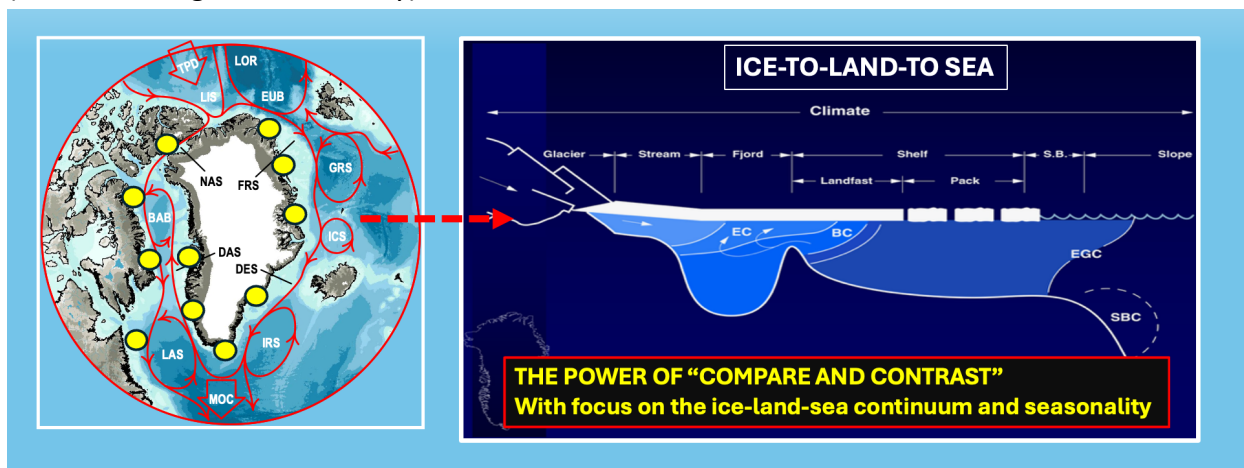 TPD
LOR
LIS
EUB
GRS
NAS
FRS
BAB
ICS
DAS
DES
LAS
IRS
MOC
ICE-TO-LAND-TO SEA
Climate
Glacier
Stream
Fjord
Shelf
S.B.
Slope
Landfast
Pack
EC
BC
EGC
SBC
THE POWER OF “COMPARE AND CONTRAST”
With focus on the ice-land-sea continuum and seasonality